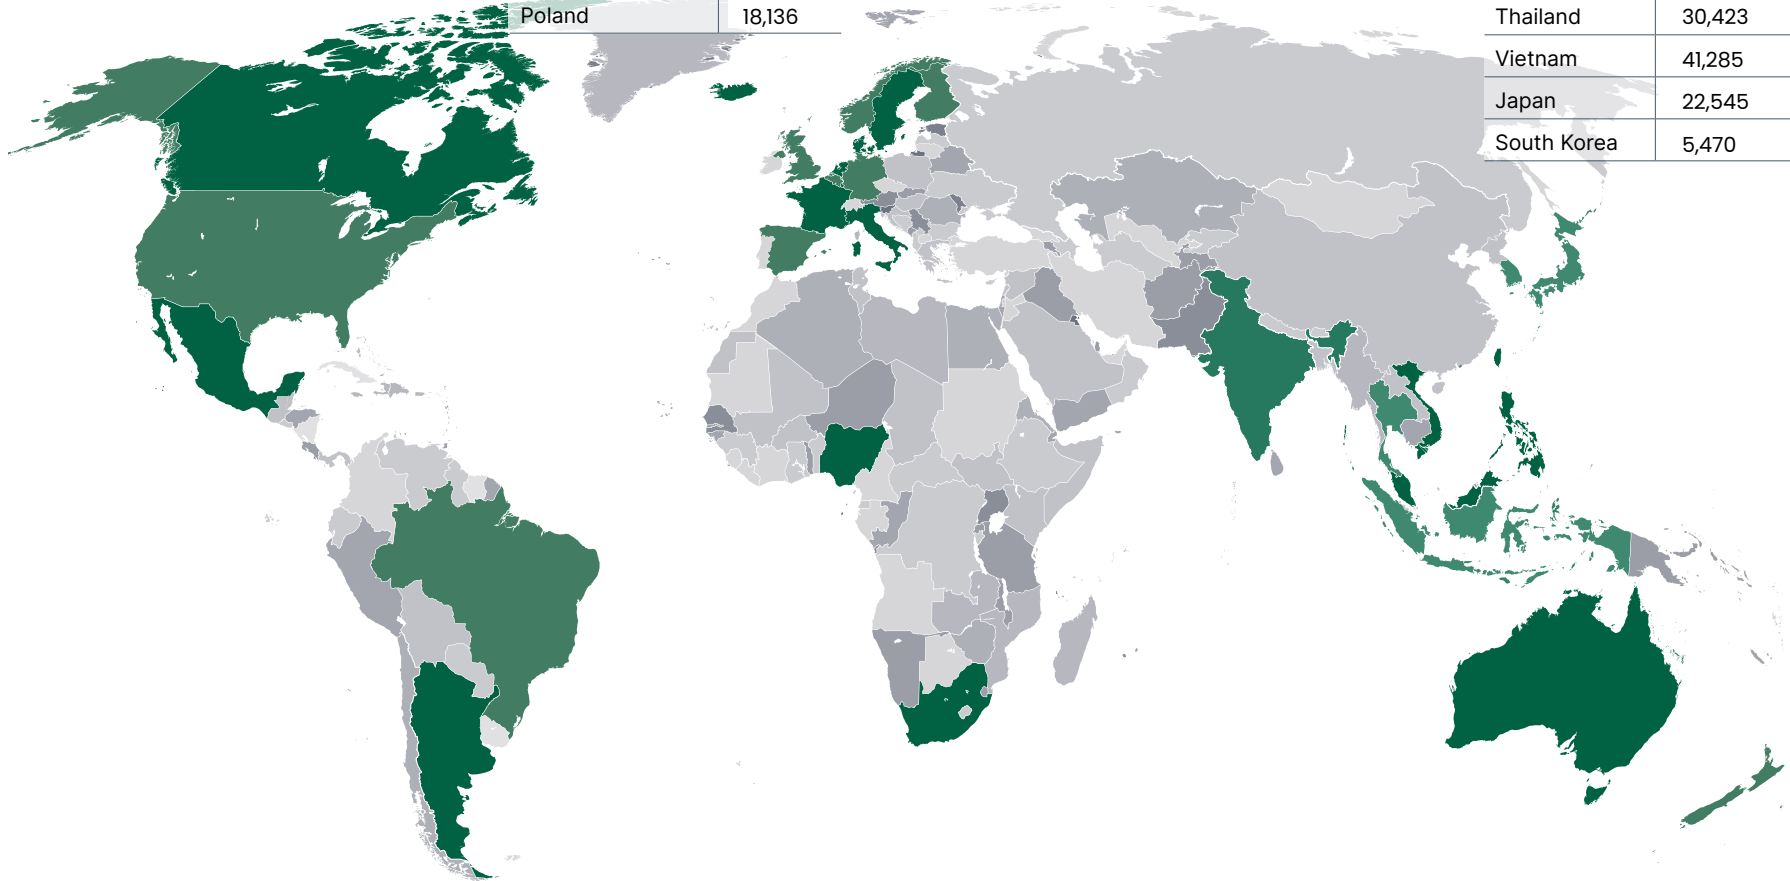 Poland 18,136
Thailand 30,423
Vietnam 41,285
Japan 22,545
South Korea 5,470